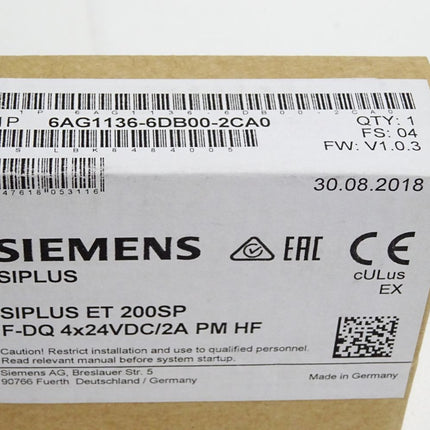 1P 6AG1136-6DB00-2CA0
QTY: 1
FS: 04
FW: V1.0.3
30.08.2018
SIEMENS
EAC CE
SIPLUS
cULus
EX
SIPLUS ET 200SP
F-DQ 4x24VDC/2A PM HF
Caution! Restrict installation and use to qualified personnel.
Read relevant manual before system startup.
Siemens AG, Breslauer Str. 5
90766 Fuerth Deutschland / Germany
Made in Germany